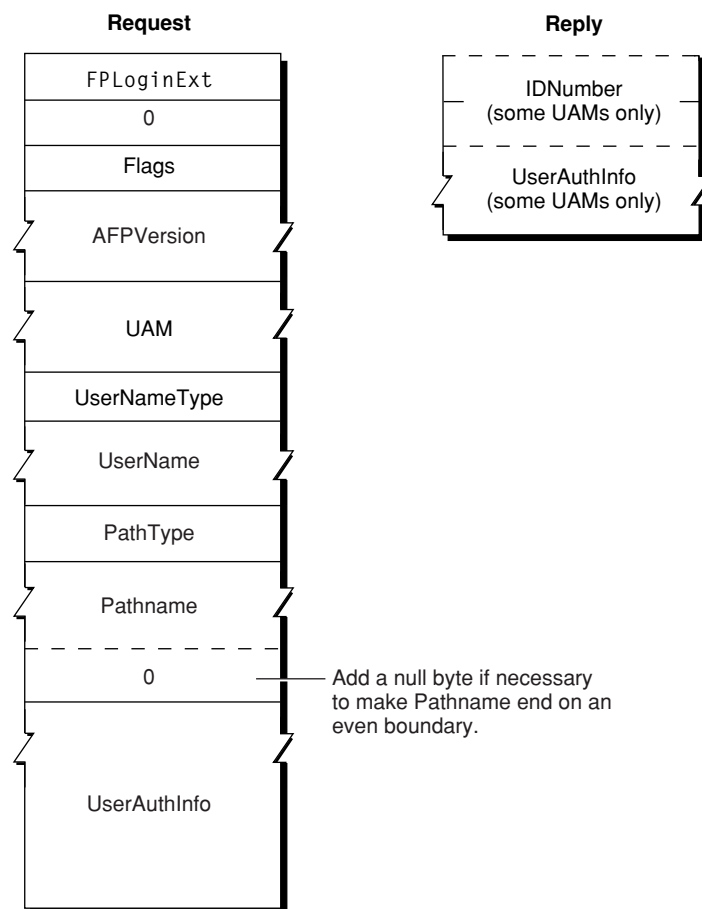 Request
FPLoginExt
0
Flags
AFPVersion
UAM
UserNameType
UserName
PathType
Pathname
0
UserAuthInfo
Add a null byte if necessary
to make Pathname end on an
even boundary.
Reply
IDNumber
(some UAMs only)
UserAuthInfo
(some UAMs only)